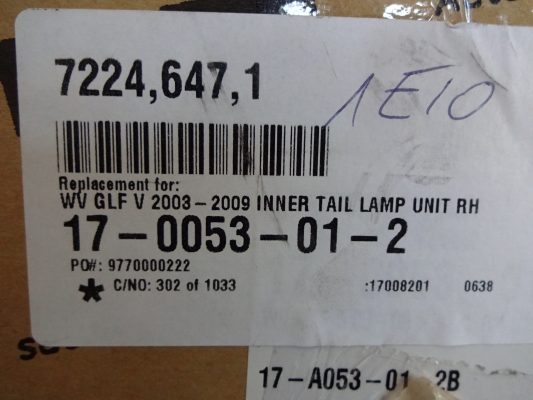 7224,647,1
1E10
Replacement for:
WV GLF V 2003-2009 INNER TAIL LAMP UNIT RH
17-0053-01-2
PO#: 9770000222
* C/NO: 302 of 1033 :17008201 0638
17-A053-01 2B